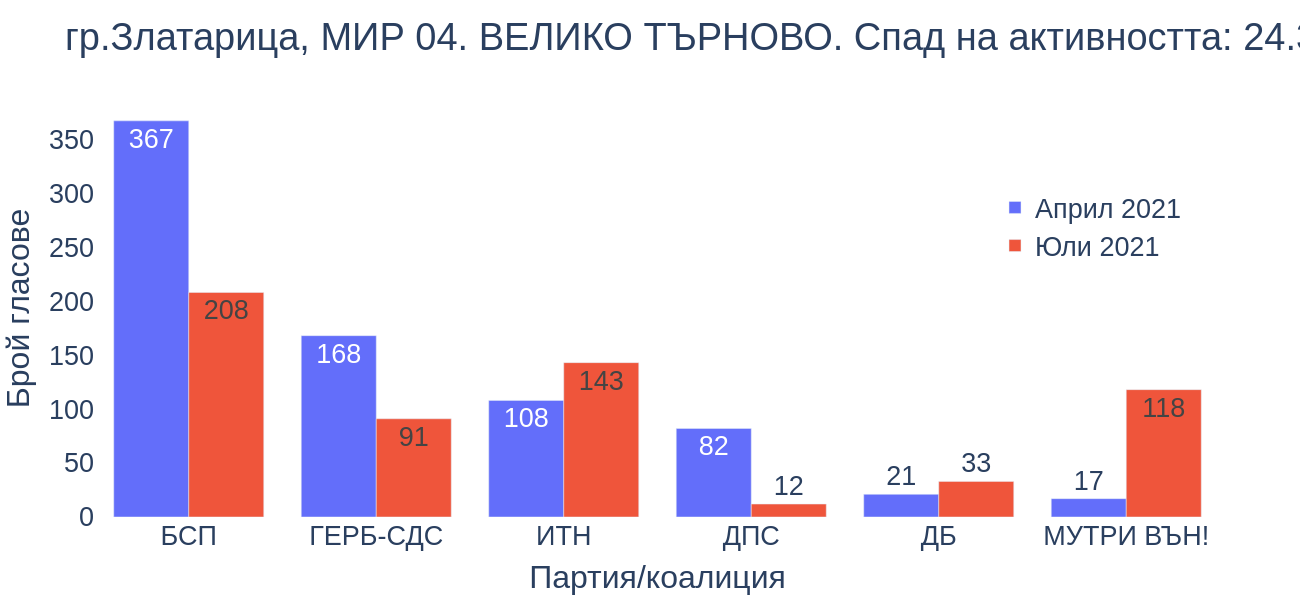 гр.Златарица, МИР 04. ВЕЛИКО ТЪРНОВО. Спад на активността: 24.
Брой гласове
350
300
250
200
150
100
50
0
367
208
168
91
108
143
82
12
21
33
17
118
Април 2021
Юли 2021
БСП
ГЕРБ-СДС
ИТН
ДПС
ДБ
МУТРИ ВЪН!
Партия/коалиция